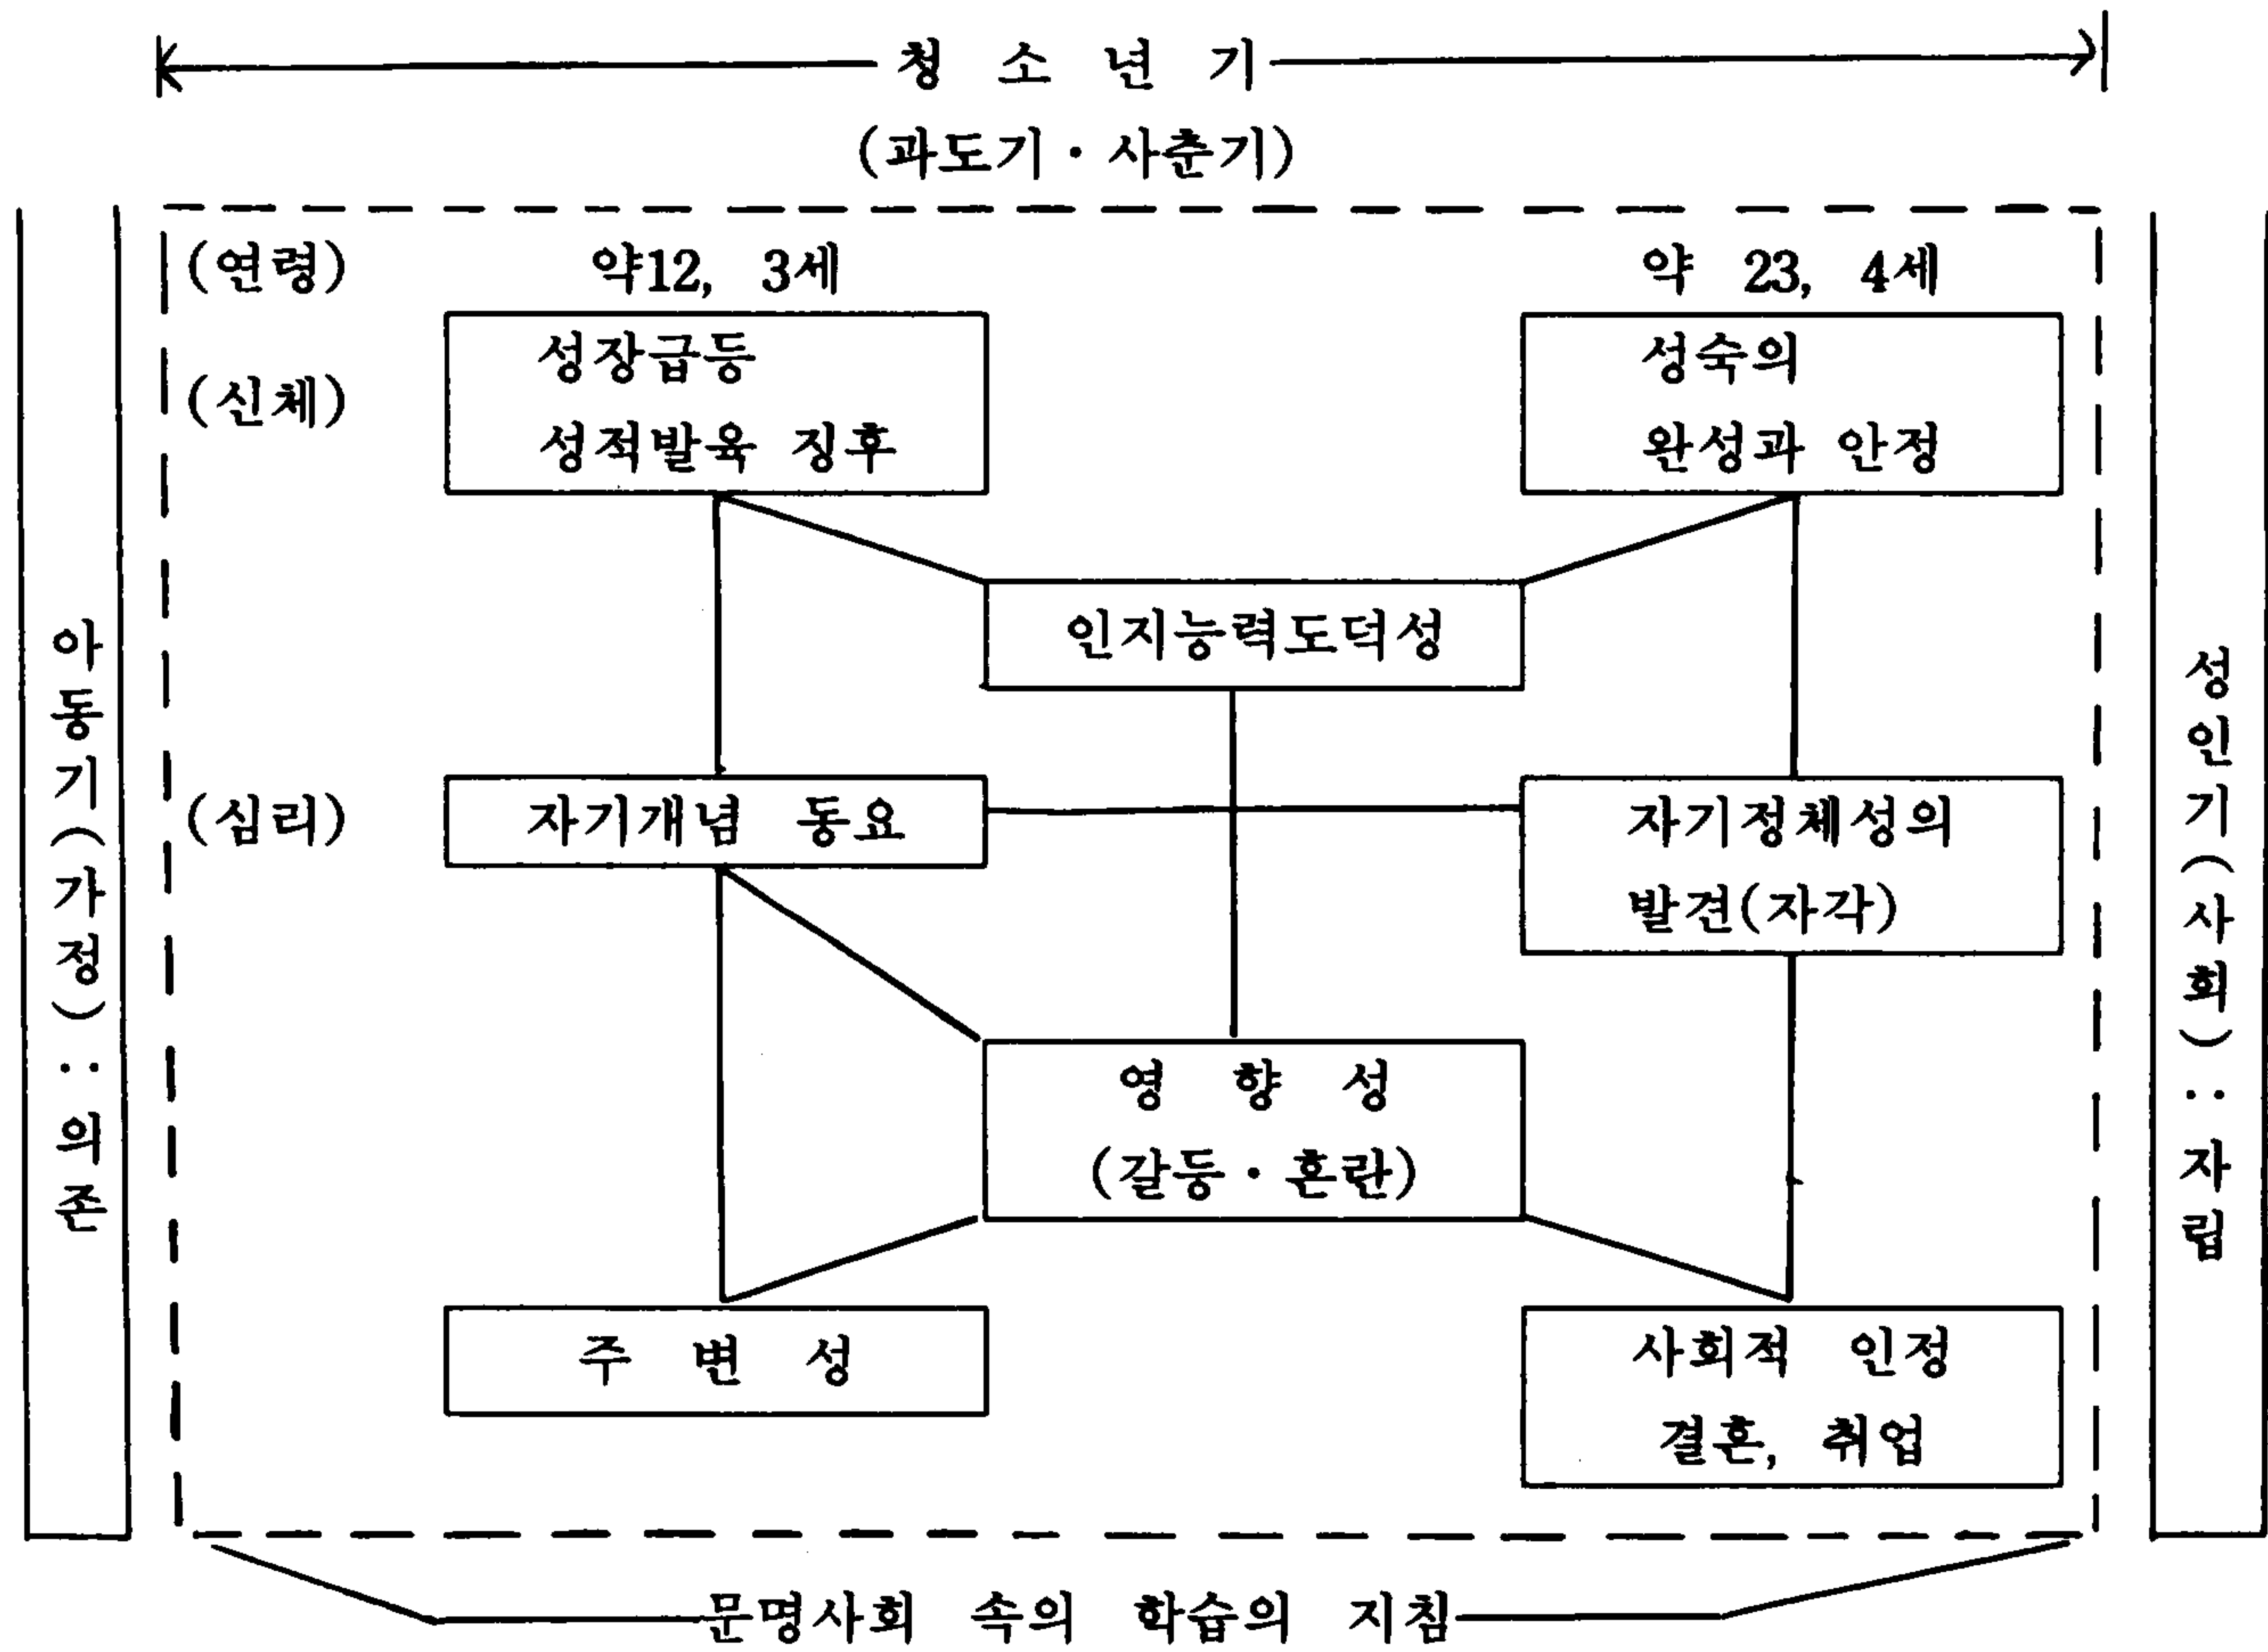 청 소 년 기
(과도기・사춘기)
(연령) 약12, 3세 약 23, 4세
성장급등
성적발육 징후
(신체)
성숙의
완성과 안정
인지능력도덕성
(심리)
자기개념 동요
자기정체성의
발견(자각)
영 향 성
(갈등・혼란)
주 변 성
사회적 인정
결혼, 취업
아동기(가정):의존
성인기(사회):자립
문명사회 속의 학습의 지침